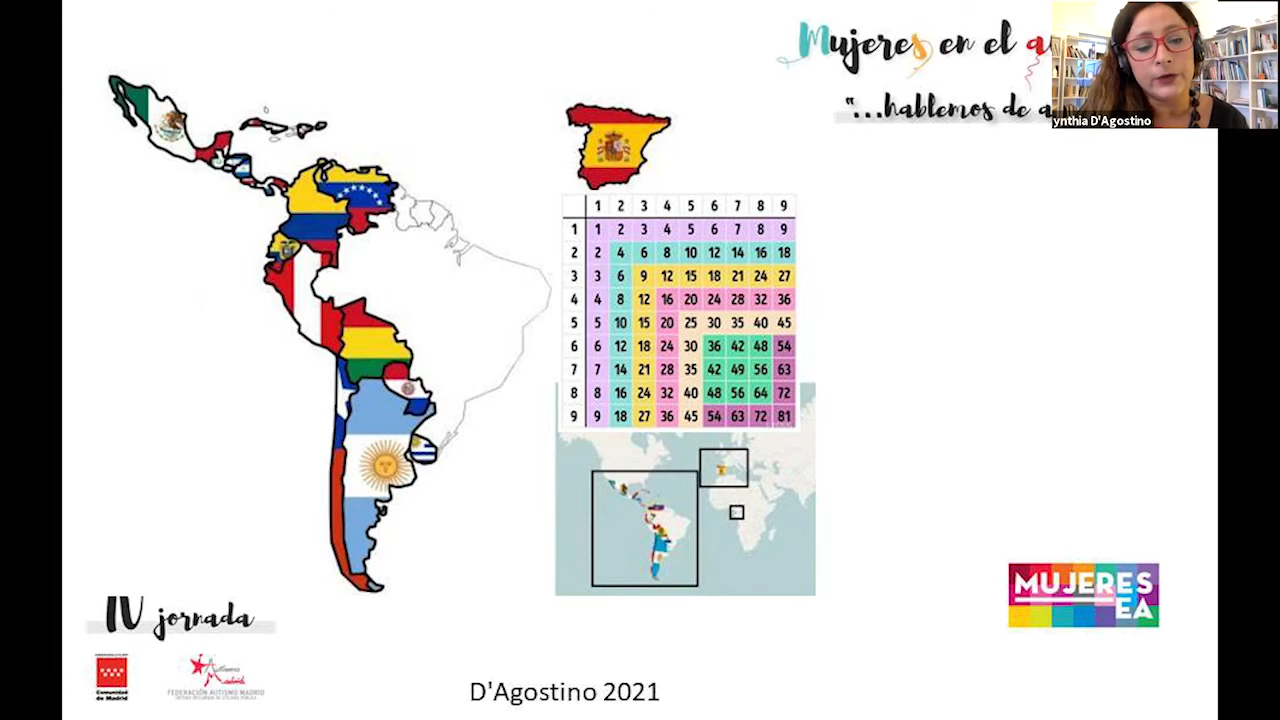 Mujeres en el a
"...hablemos de a
ynthia D'Agostino
1 2 3 4 5 6 7 8 9
1 1 2 3 4 5 6 7 8 9
2 2 4 6 8 10 12 14 16 18
3 3 6 9 12 15 18 21 24 27
4 4 8 12 16 20 24 28 32 36
5 5 10 15 20 25 30 35 40 45
6 6 12 18 24 30 36 42 48 54
7 7 14 21 28 35 42 49 56 63
8 8 16 24 32 40 48 56 64 72
9 9 18 27 36 45 54 63 72 81
MUJERES
EA
IV jornada
Comunidad
de Madrid
Autismo
Madrid
FEDERACIÓN AUTISMO MADRID
D'Agostino 2021